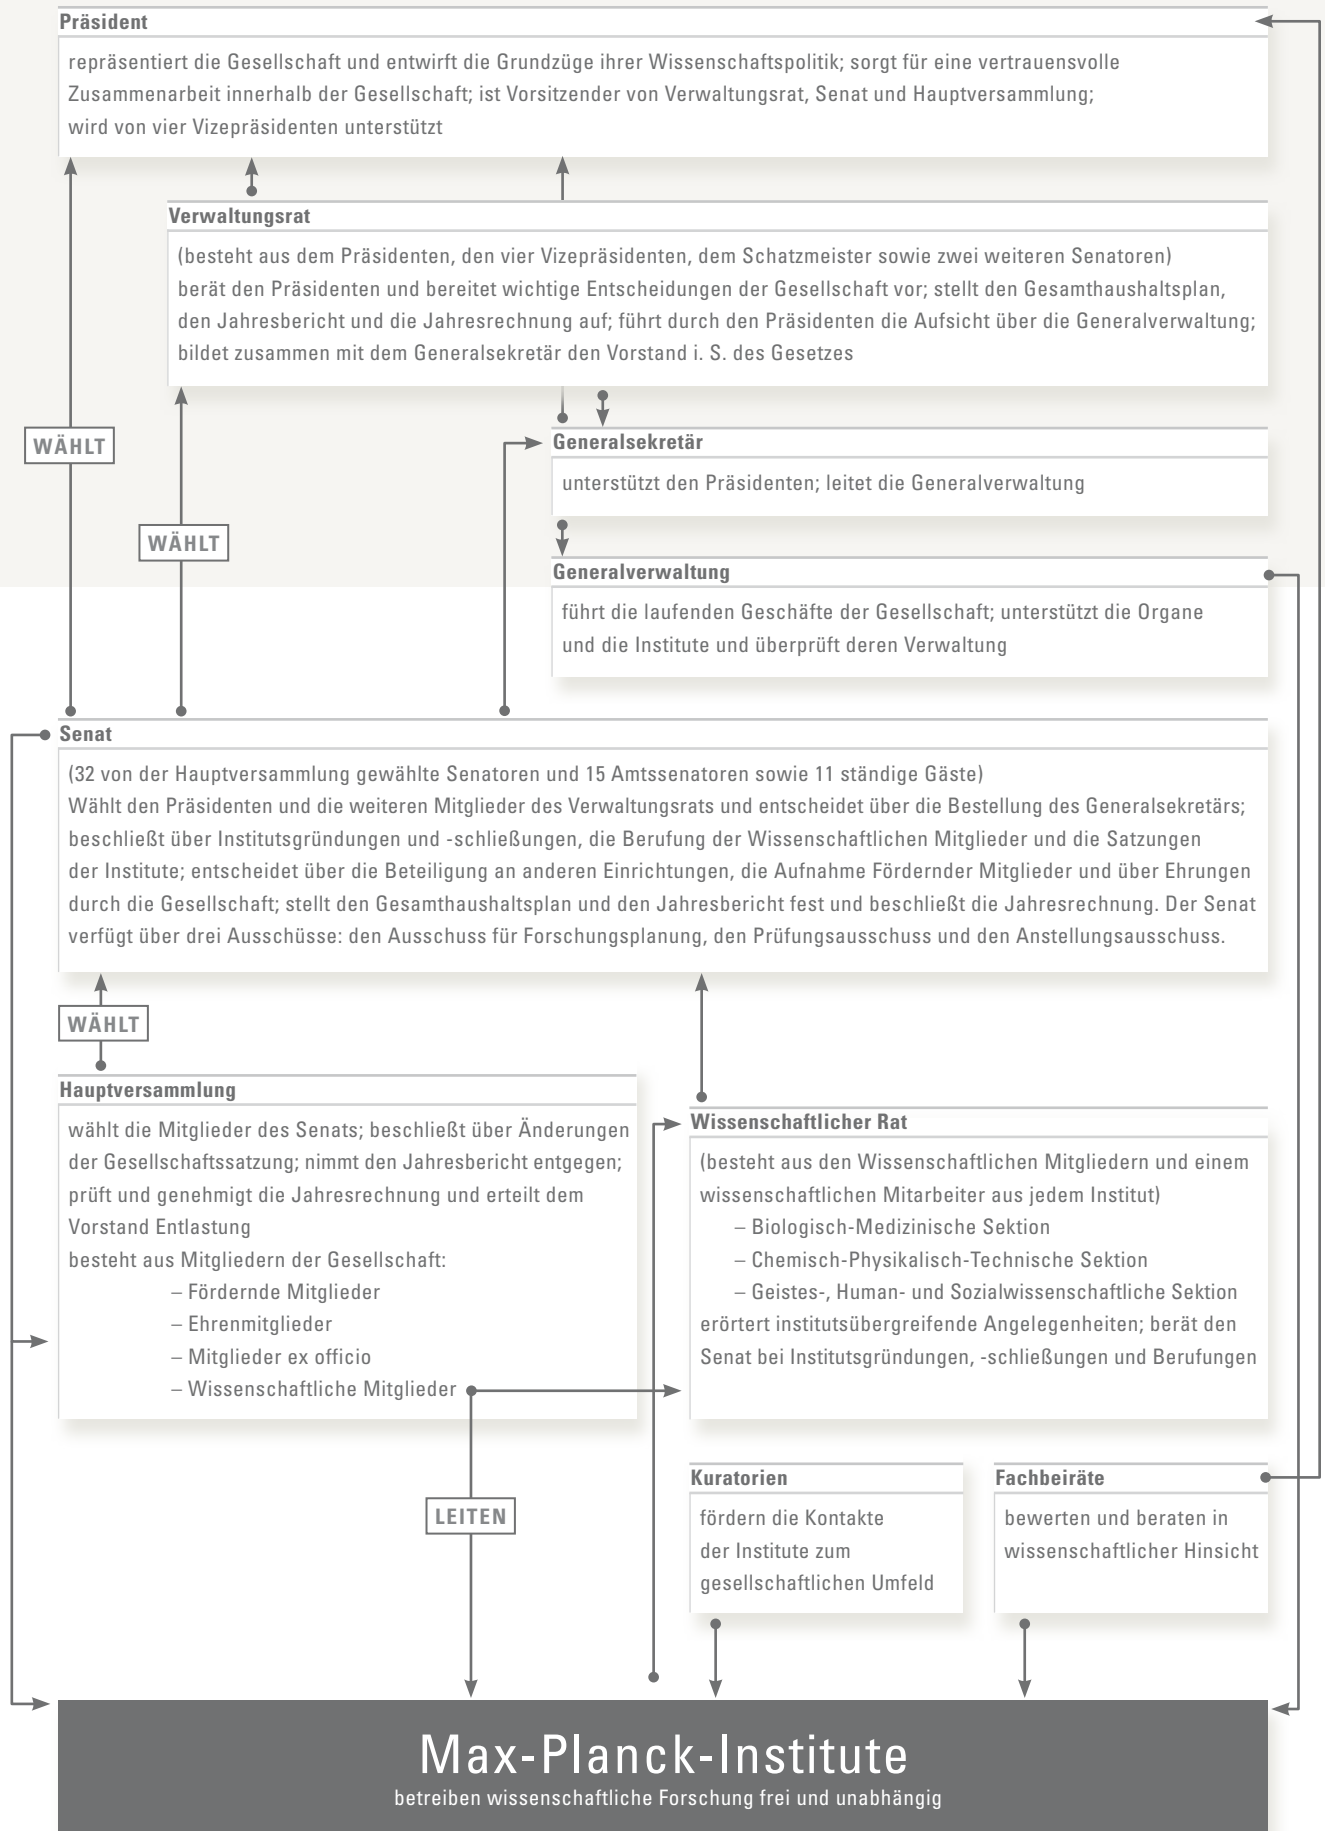 Präsident
repräsentiert die Gesellschaft und entwirft die Grundzüge ihrer Wissenschaftspolitik; sorgt für eine vertrauensvolle
Zusammenarbeit innerhalb der Gesellschaft; ist Vorsitzender von Verwaltungsrat, Senat und Hauptversammlung;
wird von vier Vizepräsidenten unterstützt
Verwaltungsrat
(besteht aus dem Präsidenten, den vier Vizepräsidenten, dem Schatzmeister sowie zwei weiteren Senatoren)
berät den Präsidenten und bereitet wichtige Entscheidungen der Gesellschaft vor; stellt den Gesamthaushaltsplan,
den Jahresbericht und die Jahresrechnung auf; führt durch den Präsidenten die Aufsicht über die Generalverwaltung;
bildet zusammen mit dem Generalsekretär den Vorstand i. S. des Gesetzes
WÄHLT
Generalsekretär
unterstützt den Präsidenten; leitet die Generalverwaltung
WÄHLT
Generalverwaltung
führt die laufenden Geschäfte der Gesellschaft; unterstützt die Organe
und die Institute und überprüft deren Verwaltung
Senat
(32 von der Hauptversammlung gewählte Senatoren und 15 Amtssenatoren sowie 11 ständige Gäste)
Wählt den Präsidenten und die weiteren Mitglieder des Verwaltungsrats und entscheidet über die Bestellung des Generalsekretärs;
beschließt über Institutsgründungen und -schließungen, die Berufung der Wissenschaftlichen Mitglieder und die Satzungen
der Institute; entscheidet über die Beteiligung an anderen Einrichtungen, die Aufnahme Fördernder Mitglieder und über Ehrungen
durch die Gesellschaft; stellt den Gesamthaushaltsplan und den Jahresbericht fest und beschließt die Jahresrechnung. Der Senat
verfügt über drei Ausschüsse: den Ausschuss für Forschungsplanung, den Prüfungsausschuss und den Anstellungsausschuss.
WÄHLT
Hauptversammlung
wählt die Mitglieder des Senats; beschließt über Änderungen
der Gesellschaftssatzung; nimmt den Jahresbericht entgegen;
prüft und genehmigt die Jahresrechnung und erteilt dem
Vorstand Entlastung
besteht aus Mitgliedern der Gesellschaft:
– Fördernde Mitglieder
– Ehrenmitglieder
– Mitglieder ex officio
– Wissenschaftliche Mitglieder
Wissenschaftlicher Rat
(besteht aus den Wissenschaftlichen Mitgliedern und einem
wissenschaftlichen Mitarbeiter aus jedem Institut)
– Biologisch-Medizinische Sektion
– Chemisch-Physikalisch-Technische Sektion
– Geistes-, Human- und Sozialwissenschaftliche Sektion
erörtert institutsübergreifende Angelegenheiten; berät den
Senat bei Institutsgründungen, -schließungen und Berufungen
LEITEN
Kuratorien
fördern die Kontakte
der Institute zum
gesellschaftlichen Umfeld
Fachbeiräte
bewerten und beraten in
wissenschaftlicher Hinsicht
Max-Planck-Institute
betreiben wissenschaftliche Forschung frei und unabhängig